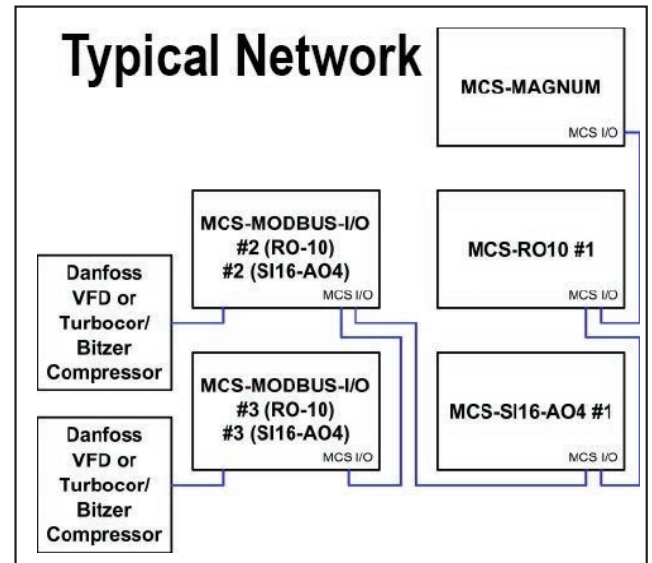 Typical Network
MCS-MAGNUM
MCS I/O
MCS-MODBUS-I/O
#2 (RO-10)
#2 (SI16-AO4)
MCS I/O
MCS-RO10 #1
MCS I/O
Danfoss
VFD or
Turbocor/
Bitzer
Compressor
MCS-MODBUS-I/O
#3 (RO-10)
#3 (SI16-AO4)
MCS I/O
MCS-SI16-AO4 #1
MCS I/O
Danfoss
VFD or
Turbocor/
Bitzer
Compressor